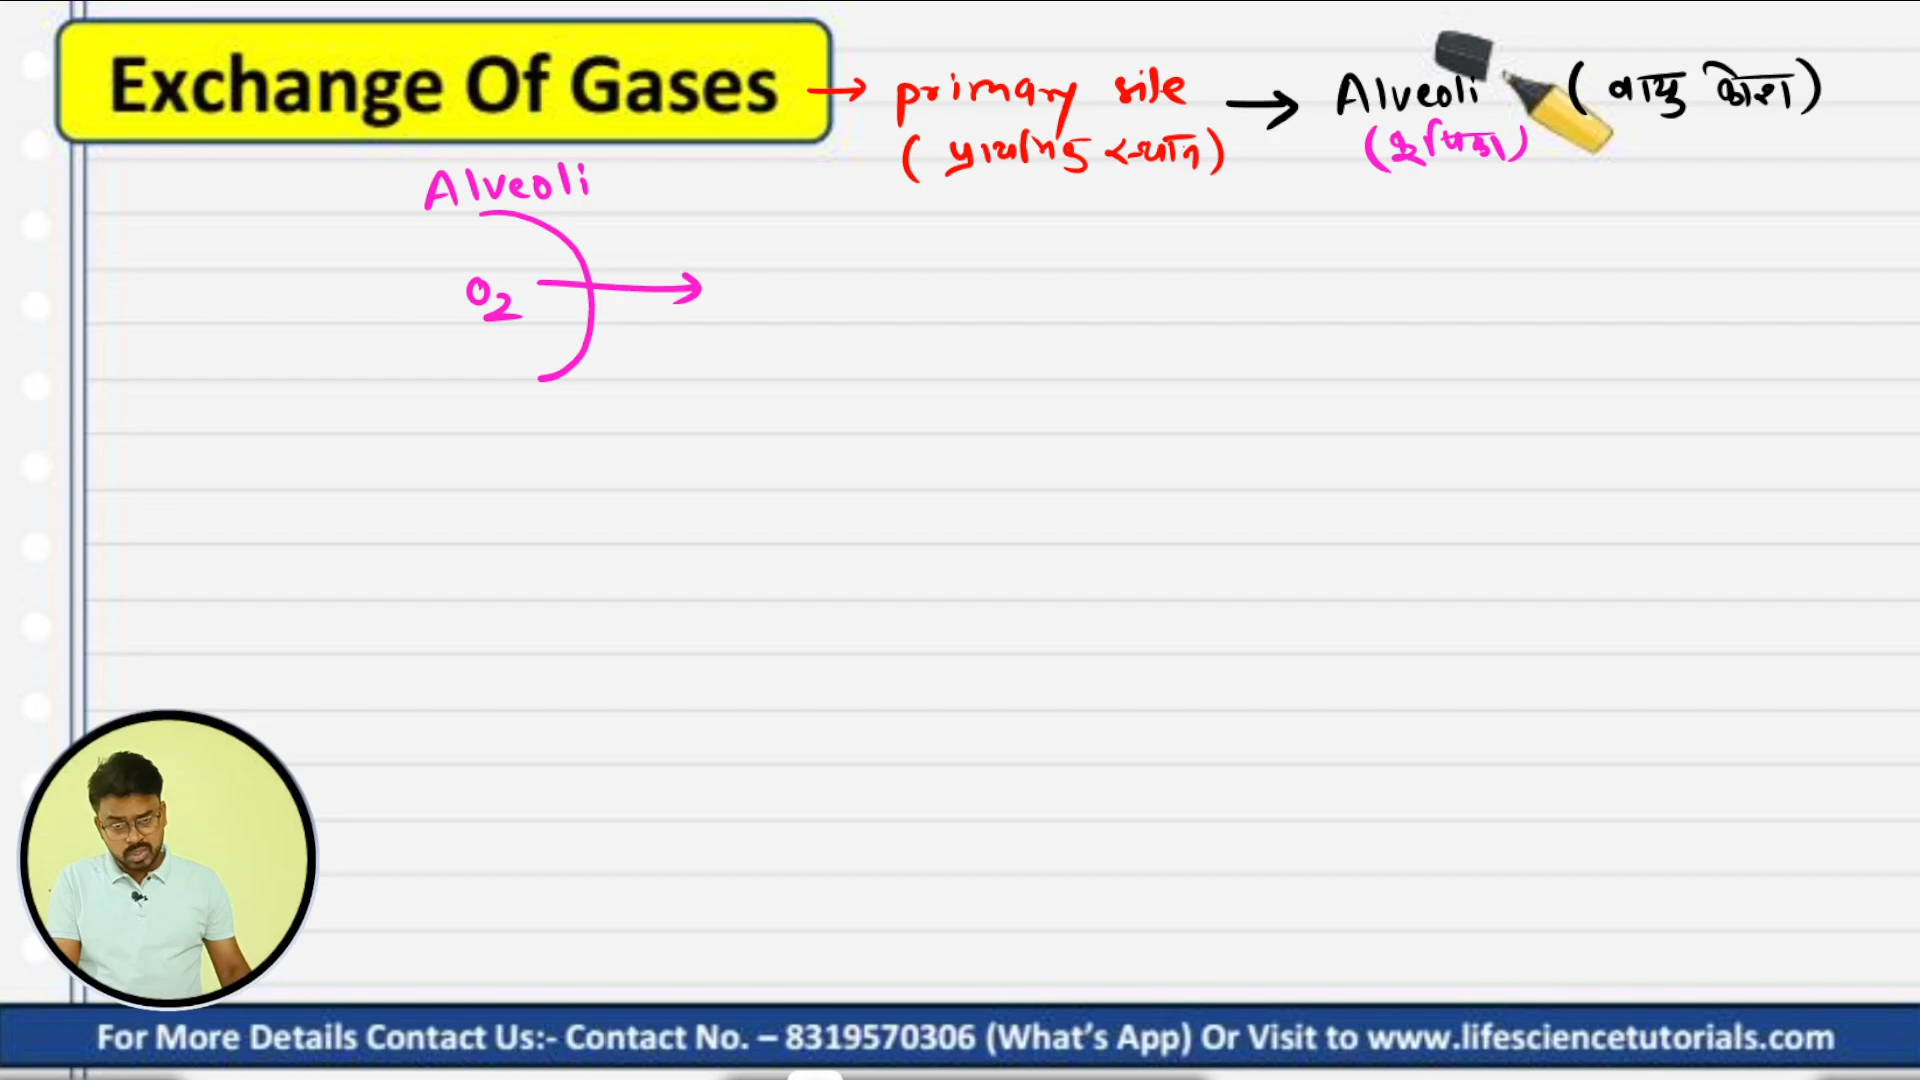 Exchange Of Gases → primary site → Alveoli (वायु कोश)
(प्राथमिक स्थान) (कूपिका)
Alveoli
O2
For More Details Contact Us:- Contact No. – 8319570306 (What's App) Or Visit to www.lifesciencetutorials.com